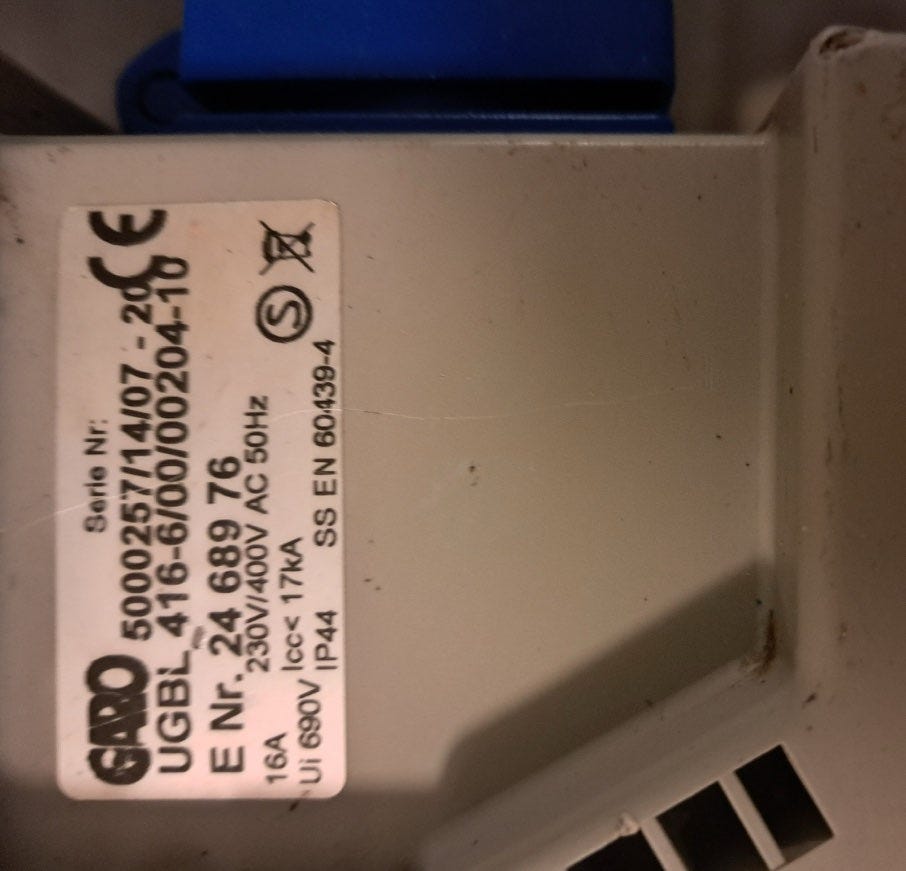 Serie Nr:
GARO 5000257/14/07 - 20 CE
UGBL 416-6/00/00204-10
E Nr. 24 689 76
16A 230V/400V AC 50Hz S
Ui 690V Icc< 17kA
IP44 SS EN 60439-4